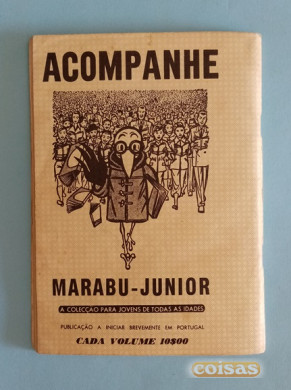 ACOMPANHE
MARABU-JUNIOR
A COLECÇÃO PARA JOVENS DE TODAS AS IDADES
PUBLICAÇÃO A INICIAR BREVEMENTE EM PORTUGAL
CADA VOLUME 10$00
coisas